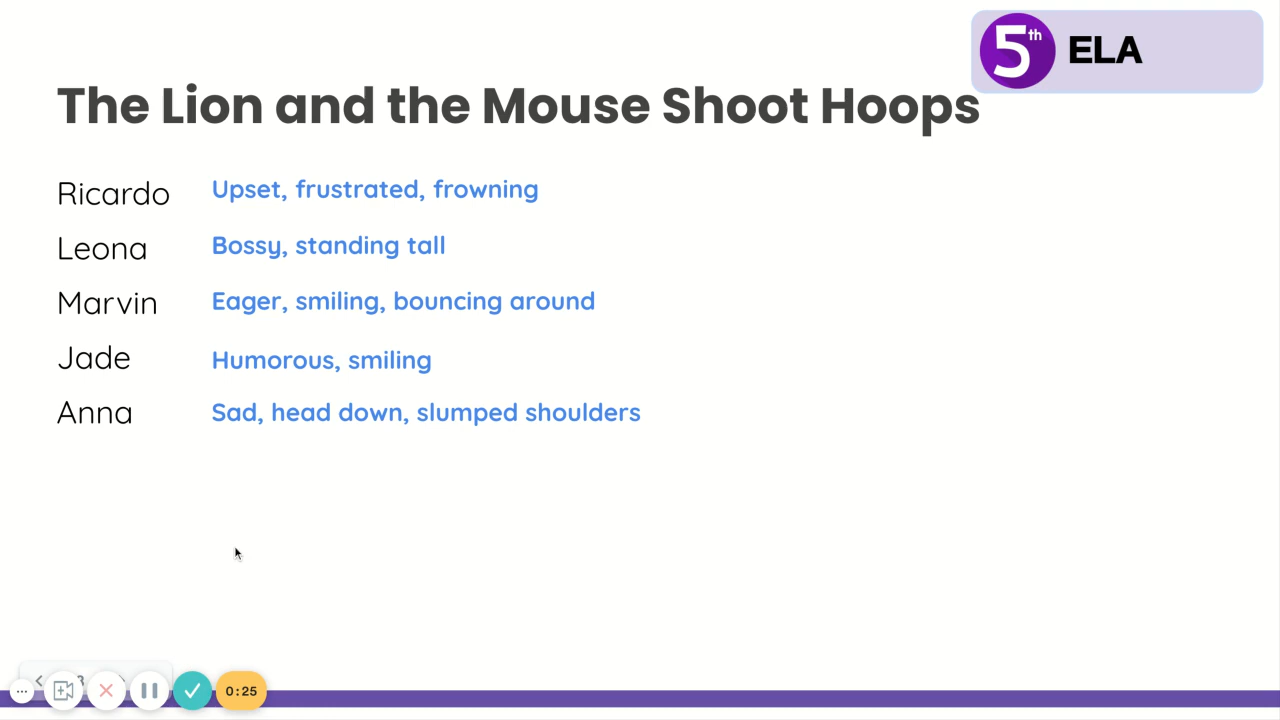 5th ELA
The Lion and the Mouse Shoot Hoops
Ricardo Upset, frustrated, frowning
Leona Bossy, standing tall
Marvin Eager, smiling, bouncing around
Jade Humorous, smiling
Anna Sad, head down, slumped shoulders
0:25